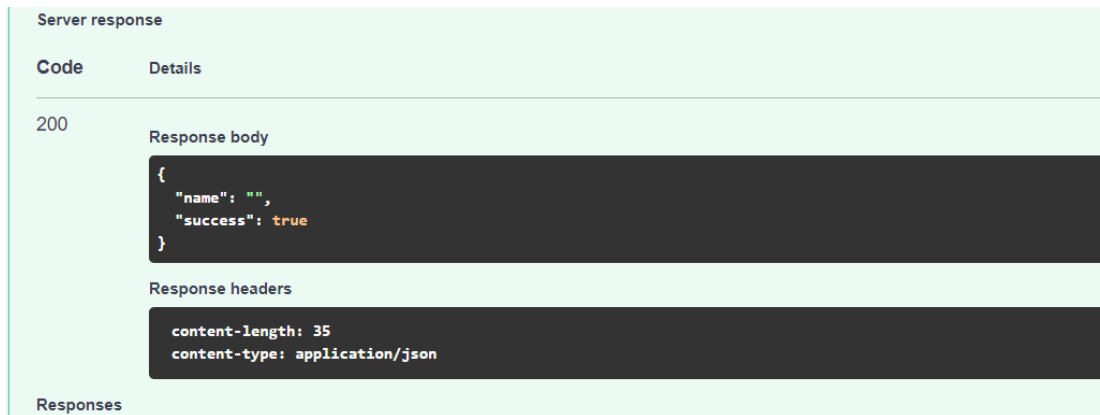 Server response
Code Details
200
Response body
{
  "name": "",
  "success": true
}
Response headers
content-length: 35
content-type: application/json
Responses